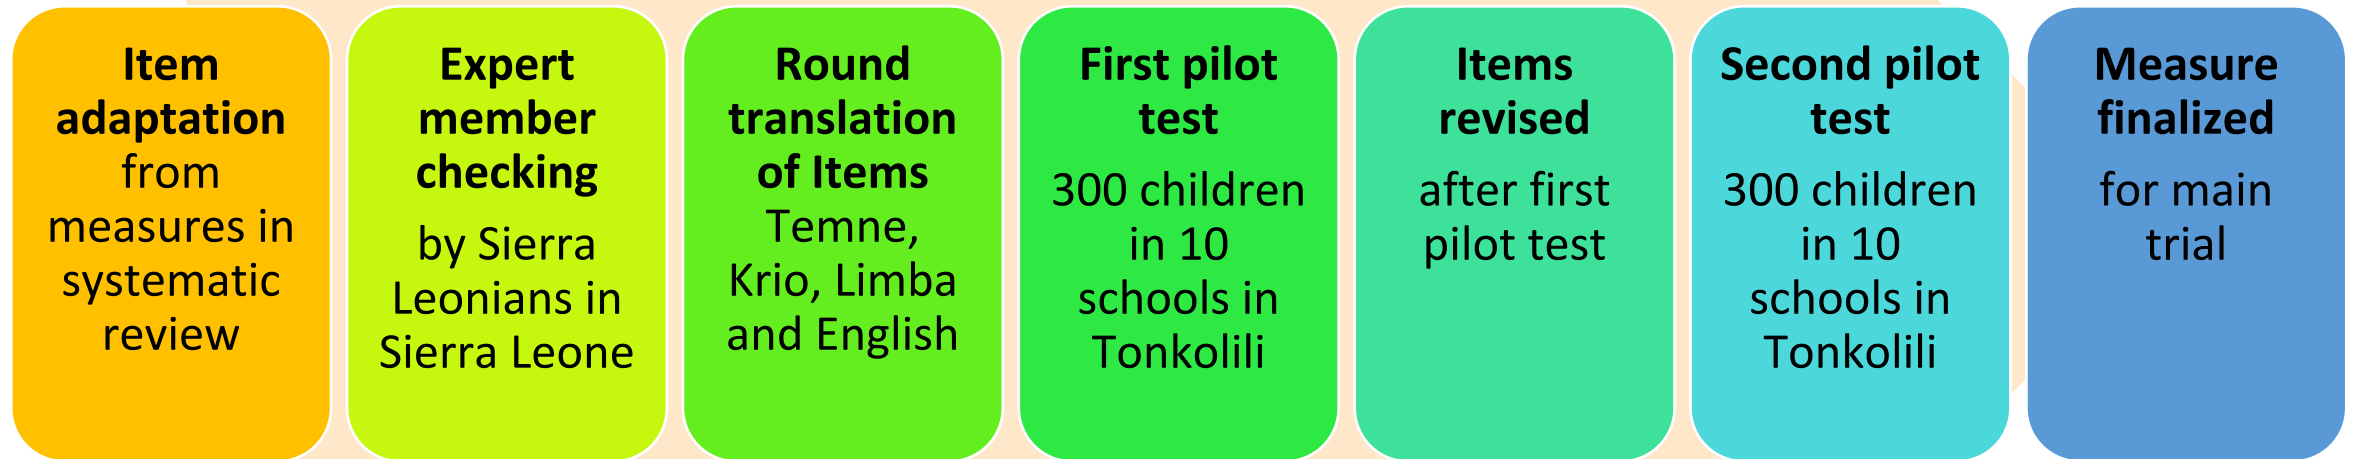 Item
adaptation
from
measures in
systematic
review
Expert
member
checking
by Sierra
Leonians in
Sierra Leone
Round
translation
of Items
Temne,
Krio, Limba
and English
First pilot
test
300 children
in 10
schools in
Tonkolili
Items
revised
after first
pilot test
Second pilot
test
300 children
in 10
schools in
Tonkolili
Measure
finalized
for main
trial